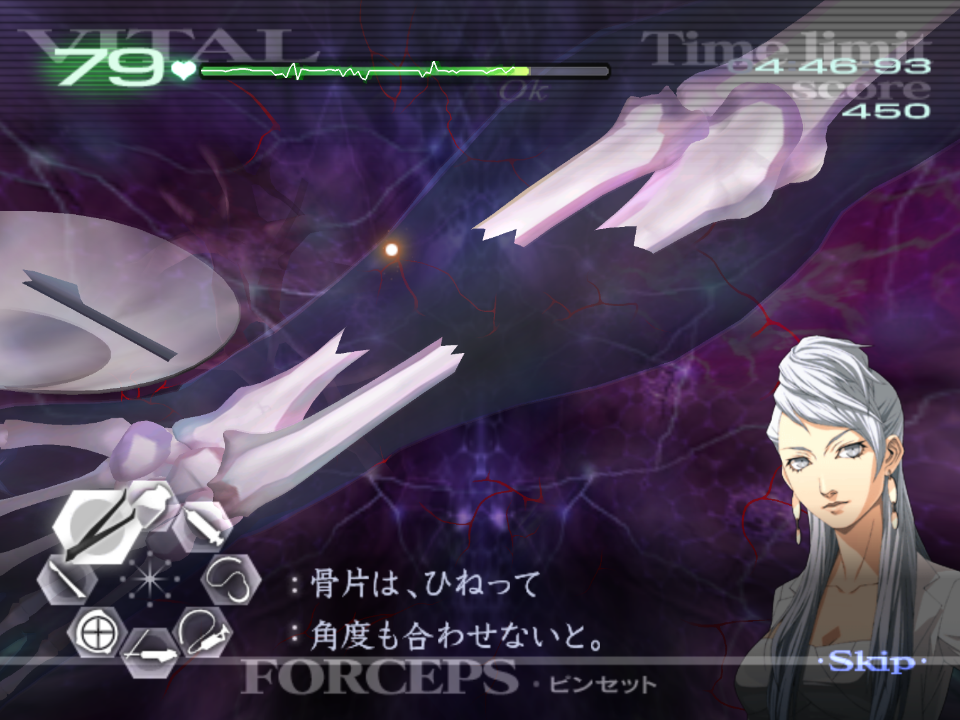 VITAL
Time limit
79
4 46 93
Ok
score
450
：骨片は、ひねって
：角度も合わせないと。
Skip
FORCEPS・ピンセット